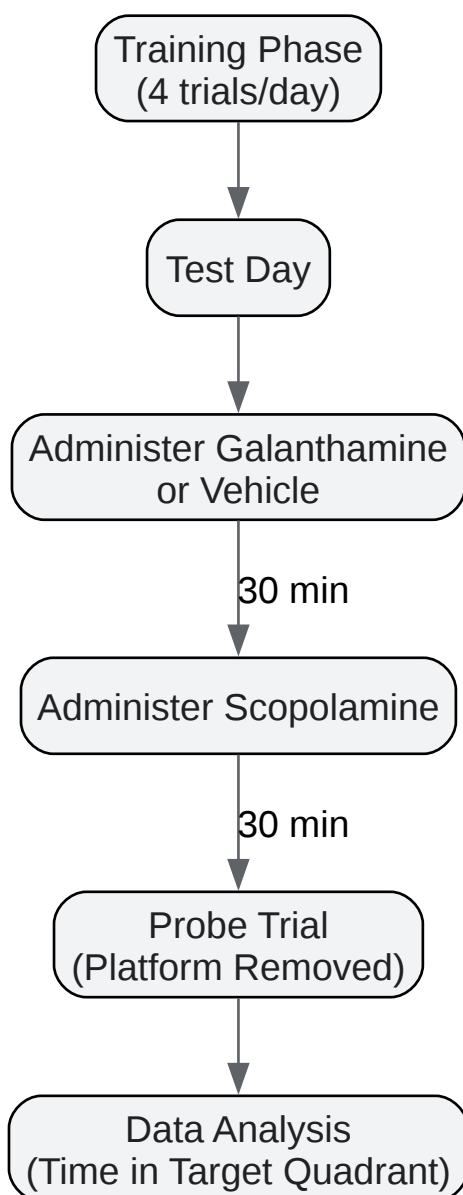 Training Phase
(4 trials/day)
Test Day
Administer Galanthamine
or Vehicle
30 min
Administer Scopolamine
30 min
Probe Trial
(Platform Removed)
Data Analysis
(Time in Target Quadrant)